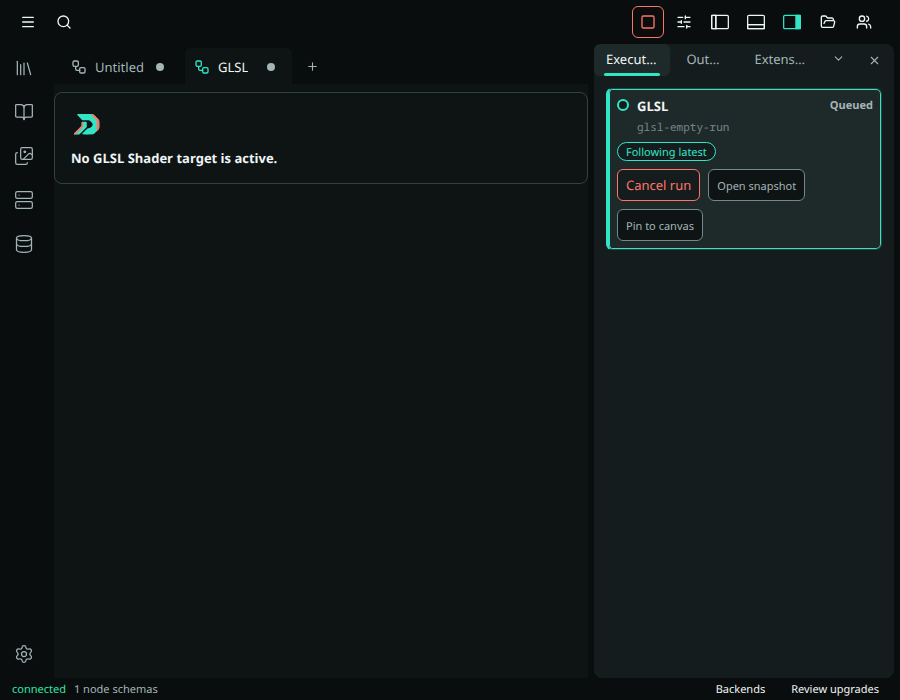 Untitled
GLSL
Execut...
Out...
Extens...
No GLSL Shader target is active.
GLSL
Queued
glsl-empty-run
Following latest
Cancel run
Open snapshot
Pin to canvas
connected
1 node schemas
Backends
Review upgrades